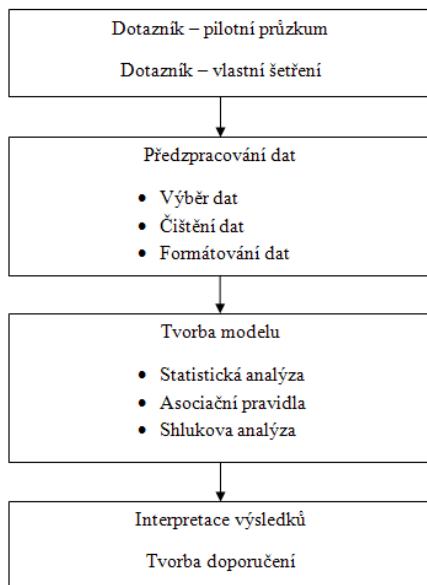 Dotazník – pilotní průzkum
Dotazník – vlastní šetření
Předzpracování dat
• Výběr dat
• Čištění dat
• Formátování dat
Tvorba modelu
• Statistická analýza
• Asociační pravidla
• Shlukova analýza
Interpretace výsledků
Tvorba doporučení